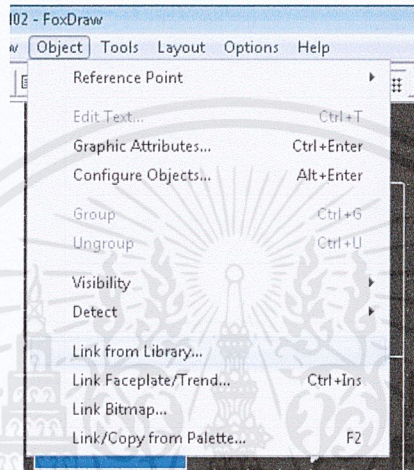 I02 - FoxDraw
w Object Tools Layout Options Help
Reference Point
Edit Text... Ctrl+T
Graphic Attributes... Ctrl+Enter
Configure Objects... Alt+Enter
Group Ctrl+G
Ungroup Ctrl+U
Visibility
Detect
Link from Library...
Link Faceplate/Trend... Ctrl+Ins
Link Bitmap...
Link/Copy from Palette... F2